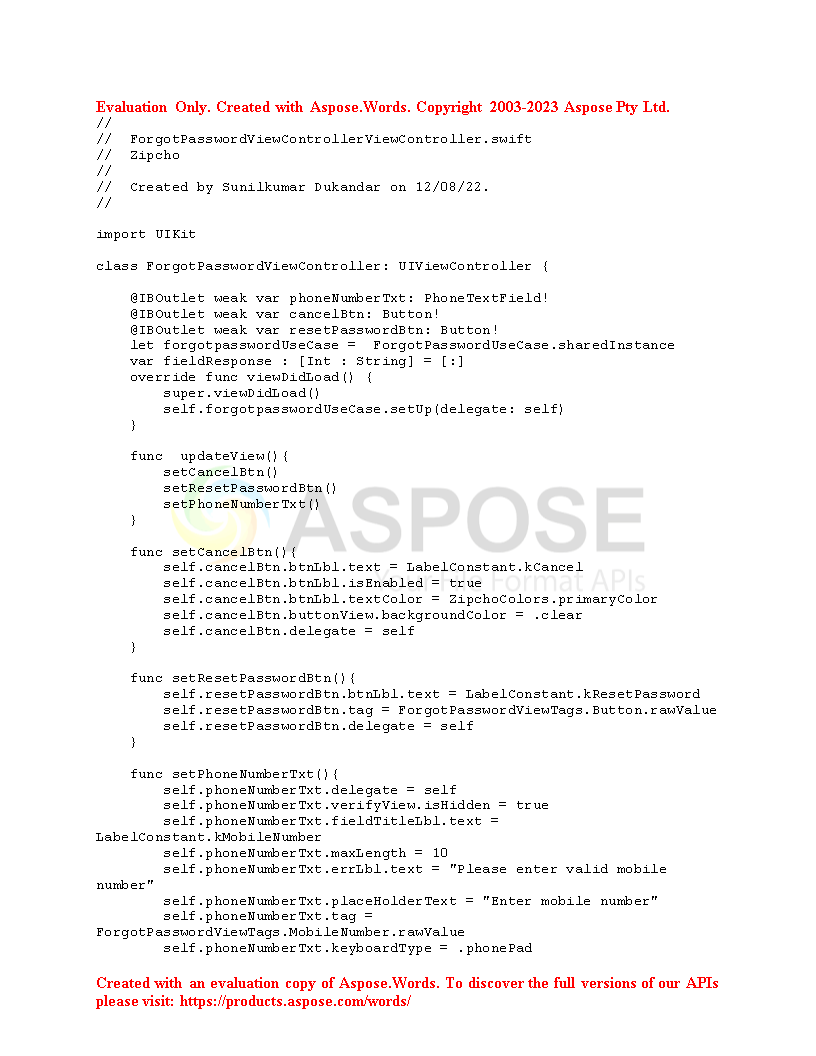 Evaluation Only. Created with Aspose.Words. Copyright 2003-2023 Aspose Pty Ltd.
//
//  ForgotPasswordViewControllerViewController.swift
//  Zipcho
//
//  Created by Sunilkumar Dukandar on 12/08/22.
//
import UIKit
class ForgotPasswordViewController: UIViewController {
    @IBOutlet weak var phoneNumberTxt: PhoneTextField!
    @IBOutlet weak var cancelBtn: Button!
    @IBOutlet weak var resetPasswordBtn: Button!
    let forgotpasswordUseCase =  ForgotPasswordUseCase.sharedInstance
    var fieldResponse : [Int : String] = [:]
    override func viewDidLoad() {
        super.viewDidLoad()
        self.forgotpasswordUseCase.setUp(delegate: self)
    }
    func  updateView(){
        setCancelBtn()
        setResetPasswordBtn()
        setPhoneNumberTxt()
    }
ASPOSE
    func setCancelBtn(){
        self.cancelBtn.btnLbl.text = LabelConstant.kCancel
        self.cancelBtn.btnLbl.isEnabled = true
Your File Format APIs
        self.cancelBtn.btnLbl.textColor = ZipchoColors.primaryColor
        self.cancelBtn.buttonView.backgroundColor = .clear
        self.cancelBtn.delegate = self
    }
    func setResetPasswordBtn(){
        self.resetPasswordBtn.btnLbl.text = LabelConstant.kResetPassword
        self.resetPasswordBtn.tag = ForgotPasswordViewTags.Button.rawValue
        self.resetPasswordBtn.delegate = self
    }
    func setPhoneNumberTxt(){
        self.phoneNumberTxt.delegate = self
        self.phoneNumberTxt.verifyView.isHidden = true
        self.phoneNumberTxt.fieldTitleLbl.text =
LabelConstant.kMobileNumber
        self.phoneNumberTxt.maxLength = 10
        self.phoneNumberTxt.errLbl.text = "Please enter valid mobile
number"
        self.phoneNumberTxt.placeHolderText = "Enter mobile number"
        self.phoneNumberTxt.tag =
ForgotPasswordViewTags.MobileNumber.rawValue
        self.phoneNumberTxt.keyboardType = .phonePad
Created with an evaluation copy of Aspose.Words. To discover the full versions of our APIs
please visit: https://products.aspose.com/words/